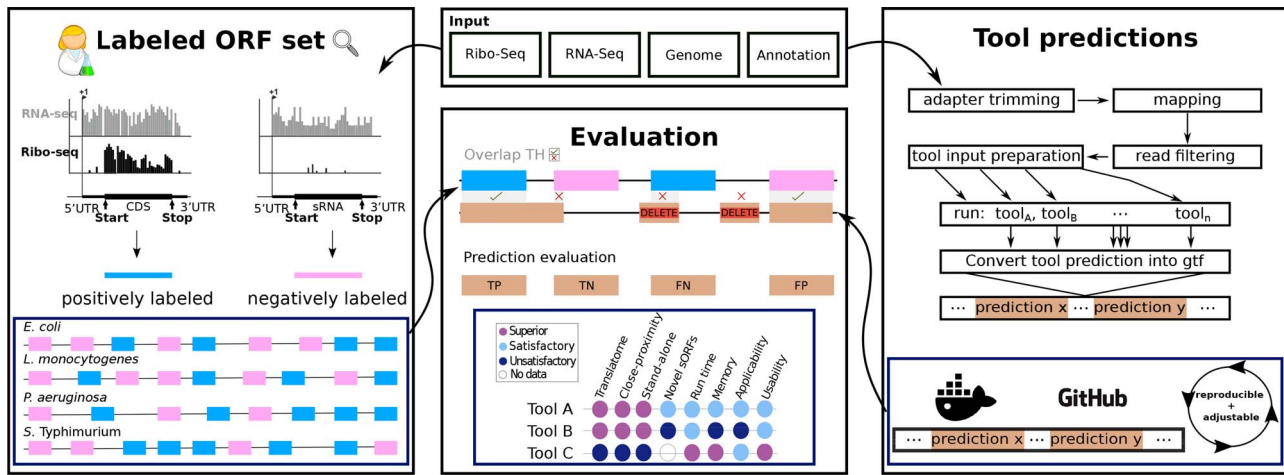 Labeled ORF set
+1
+1
RNA-seq
Ribo-seq
CDS
sRNA
5'UTR
3'UTR
5'UTR
3'UTR
Start
Stop
Start
Stop
positively labeled
negatively labeled
E. coli
L. monocytogenes
P. aeruginosa
S. Typhimurium
Input
Ribo-Seq
RNA-Seq
Genome
Annotation
Evaluation
Overlap TH
DELETE
DELETE
Prediction evaluation
TP
TN
FN
FP
Superior
Satisfactory
Unsatisfactory
No data
Translatome
Close-proximity
Stand-alone
Novel sORFs
Run time
Memory
Applicability
Usability
Tool A
Tool B
Tool C
Tool predictions
adapter trimming
mapping
tool input preparation
read filtering
run: toolA, toolB ··· tooln
Convert tool prediction into gtf
··· prediction x ··· prediction y ···
GitHub
reproducible
+
adjustable
··· prediction x ··· prediction y ···